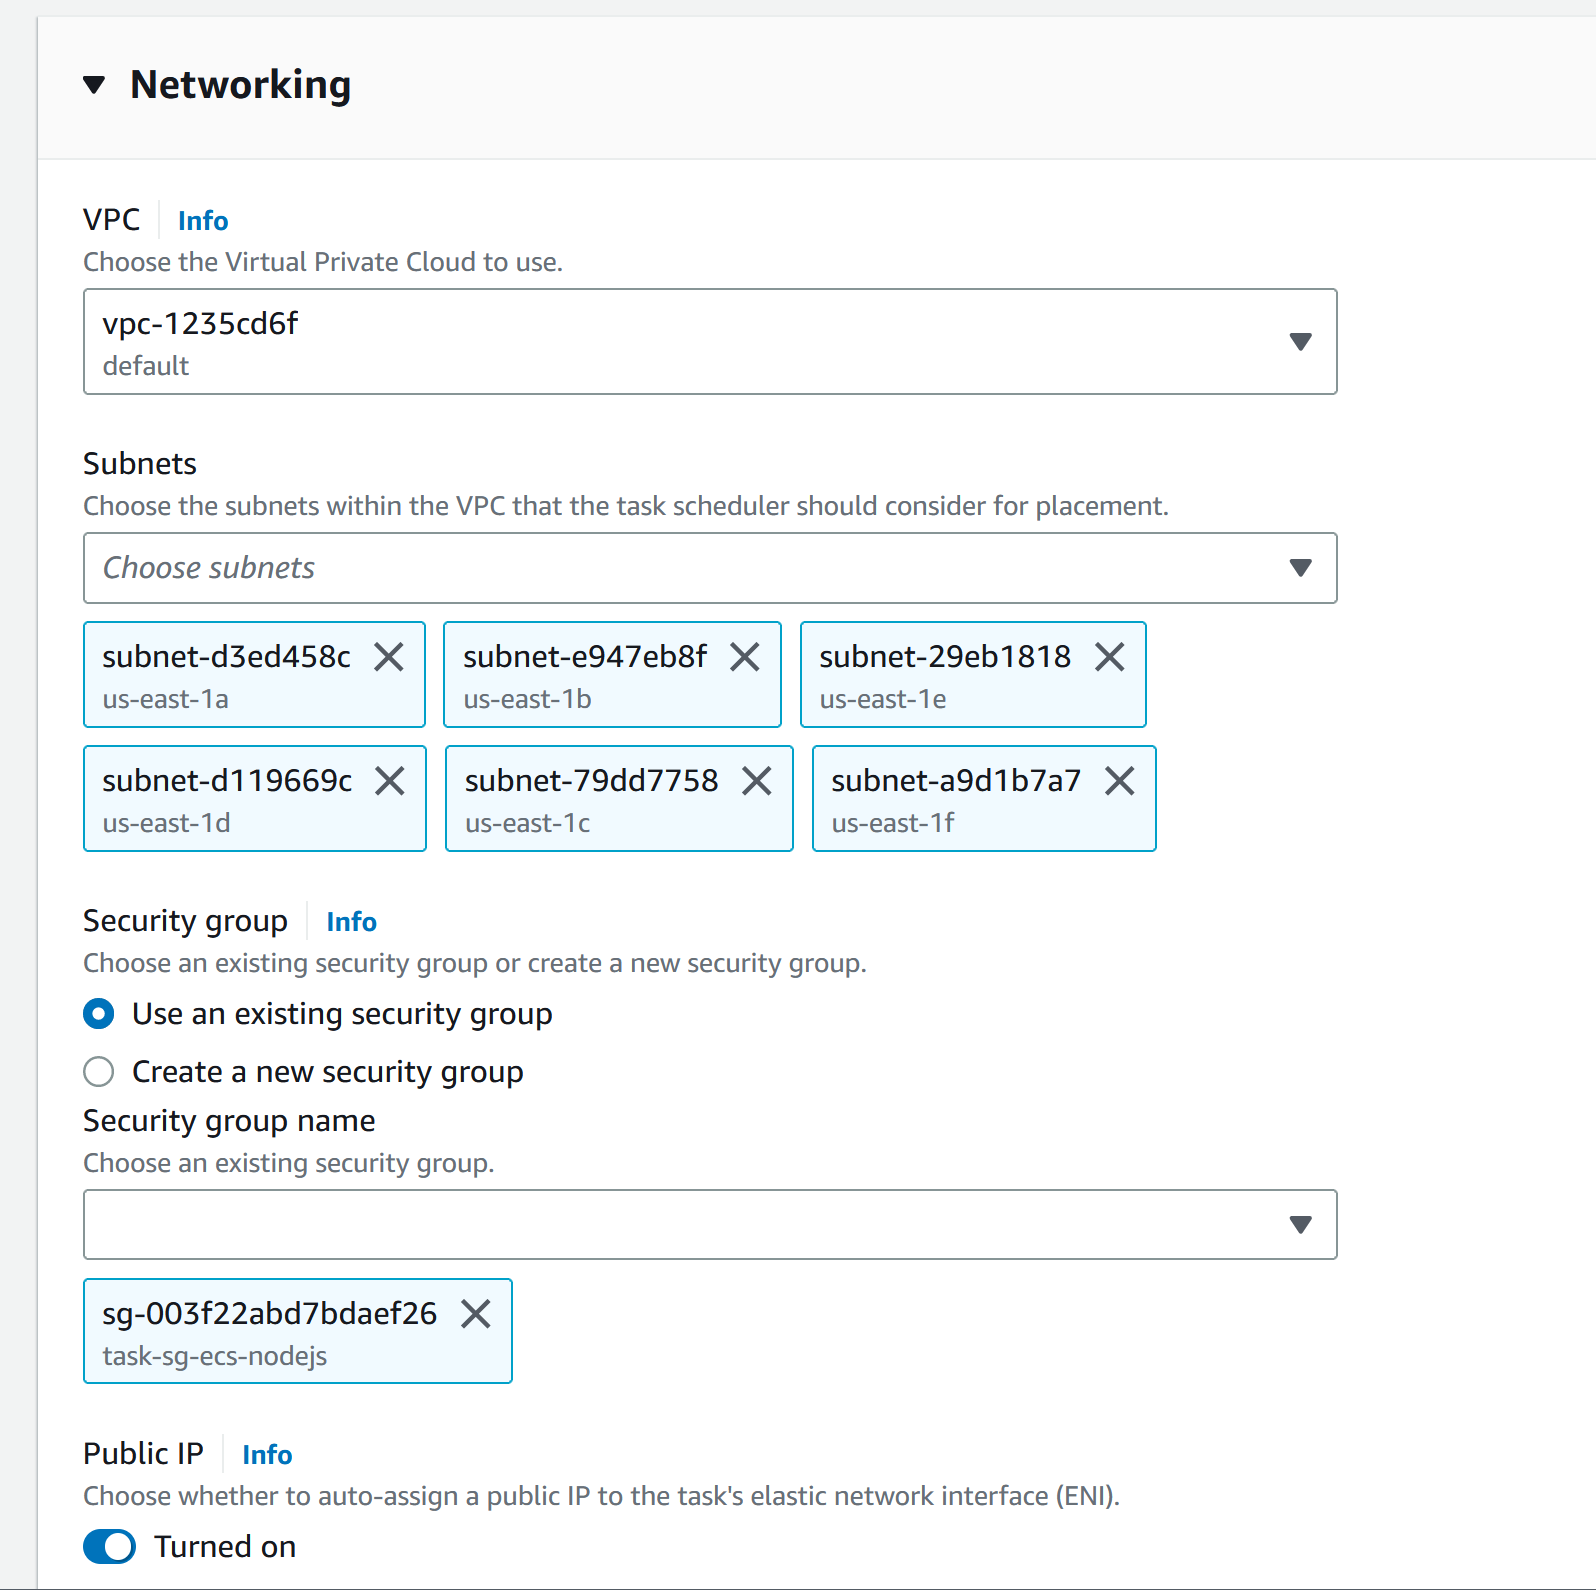 Networking
VPC Info
Choose the Virtual Private Cloud to use.
vpc-1235cd6f
default
Subnets
Choose the subnets within the VPC that the task scheduler should consider for placement.
Choose subnets
subnet-d3ed458c subnet-e947eb8f subnet-29eb1818
us-east-1a us-east-1b us-east-1e
subnet-d119669c subnet-79dd7758 subnet-a9d1b7a7
us-east-1d us-east-1c us-east-1f
Security group Info
Choose an existing security group or create a new security group.
Use an existing security group
Create a new security group
Security group name
Choose an existing security group.
sg-003f22abd7bdaef26
task-sg-ecs-nodejs
Public IP Info
Choose whether to auto-assign a public IP to the task's elastic network interface (ENI).
Turned on